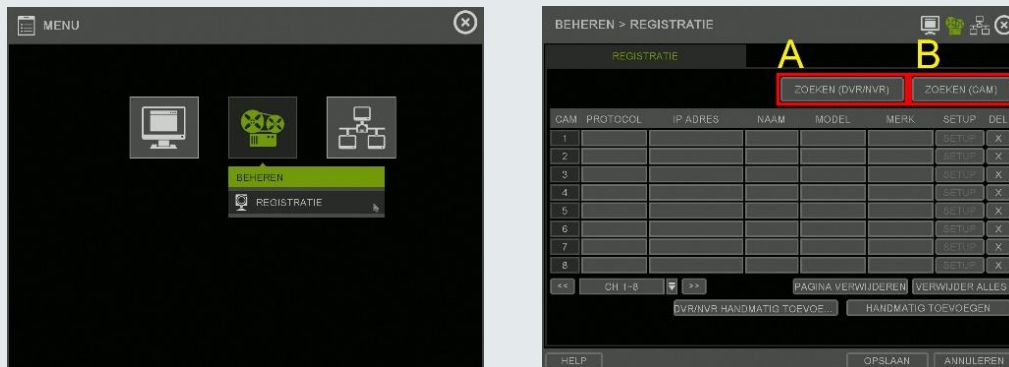 MENU
BEHEREN
REGISTRATIE
BEHEREN > REGISTRATIE
REGISTRATIE
A
B
ZOEKEN (DVR/NVR)
ZOEKEN (CAM)
CAM PROTOCOL IP ADRES NAAM MODEL MERK SETUP DEL
1 SETUP X
2 SETUP X
3 SETUP X
4 SETUP X
5 SETUP X
6 SETUP X
7 SETUP X
8 SETUP X
<< CH 1-8 >> PAGINA VERWIJDEREN VERWIJDER ALLES
DVR/NVR HANDMATIG TOEVOE... HANDMATIG TOEVOEGEN
HELP OPSLAAN ANNULEREN